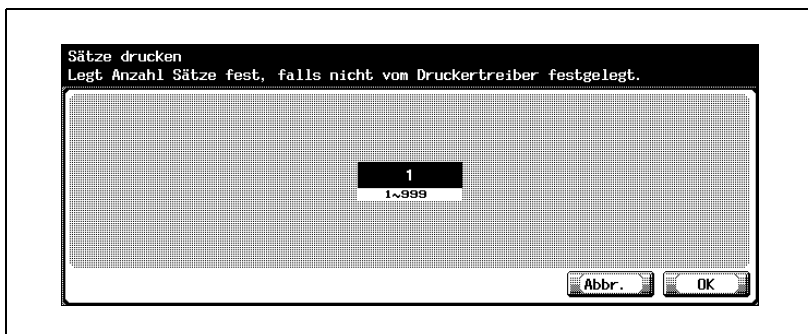 Sätze drucken
Legt Anzahl Sätze fest, falls nicht vom Druckertreiber festgelegt.
1
1~999
Abbr. OK